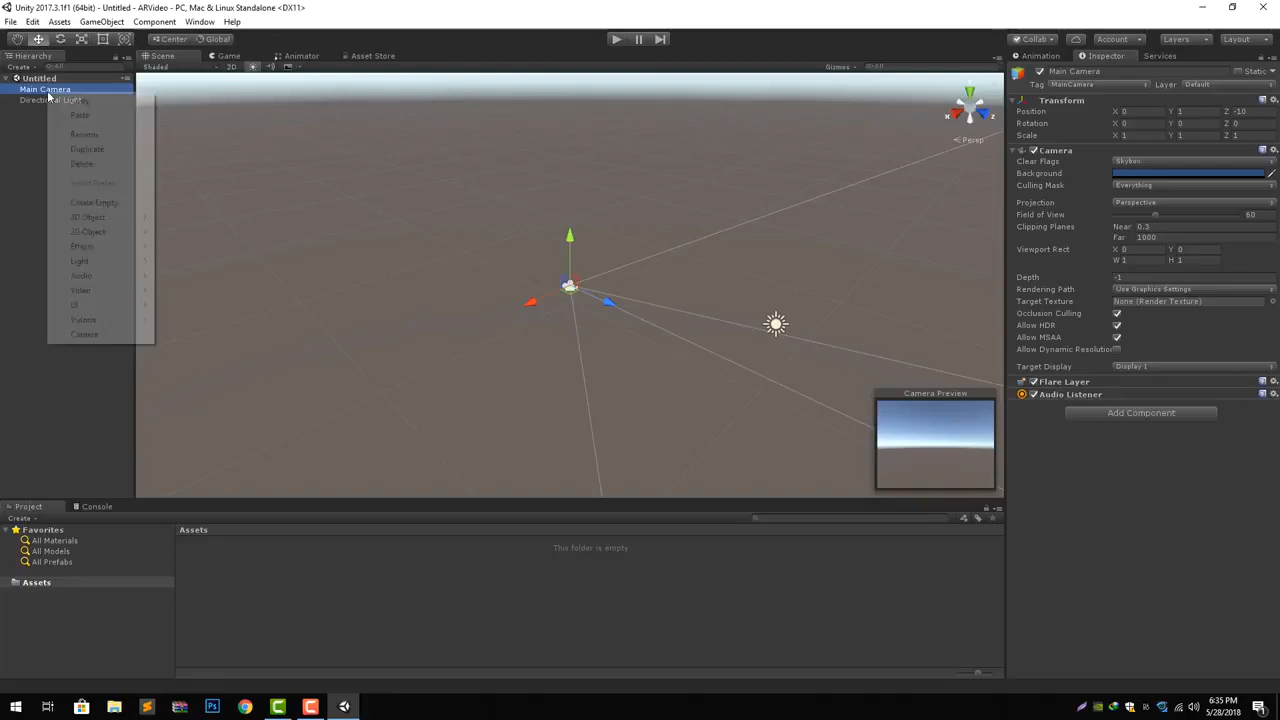 Unity 2017.3.1f1 (64bit) - Untitled - ARVideo - PC, Mac & Linux Standalone <DX11>
File Edit Assets GameObject Component Window Help
Center Global Collab Account Layers Layout
Hierarchy Scene Game Animator Asset Store Animation Inspector Services
Create All Shaded 2D Gizmos All
Untitled
Main Camera
Directional Light
Paste
Rename
Duplicate
Delete
Select Prefab
Create Empty
3D Object
2D Object
Effects
Light
Audio
Video
UI
Vuforia
Camera
x z
Persp
Camera Preview
Main Camera Static
Tag MainCamera Layer Default
Transform
Position X 0 Y 1 Z -10
Rotation X 0 Y 0 Z 0
Scale X 1 Y 1 Z 1
Camera
Clear Flags Skybox
Background
Culling Mask Everything
Projection Perspective
Field of View 60
Clipping Planes Near 0.3
Far 1000
Viewport Rect X 0 Y 0
W 1 H 1
Depth -1
Rendering Path Use Graphics Settings
Target Texture None (Render Texture)
Occlusion Culling
Allow HDR
Allow MSAA
Allow Dynamic Resolution
Target Display Display 1
Flare Layer
Audio Listener
Add Component
Project Console
Create
Favorites
All Materials
All Models
All Prefabs
Assets
Assets
This folder is empty
6:35 PM
5/28/2018